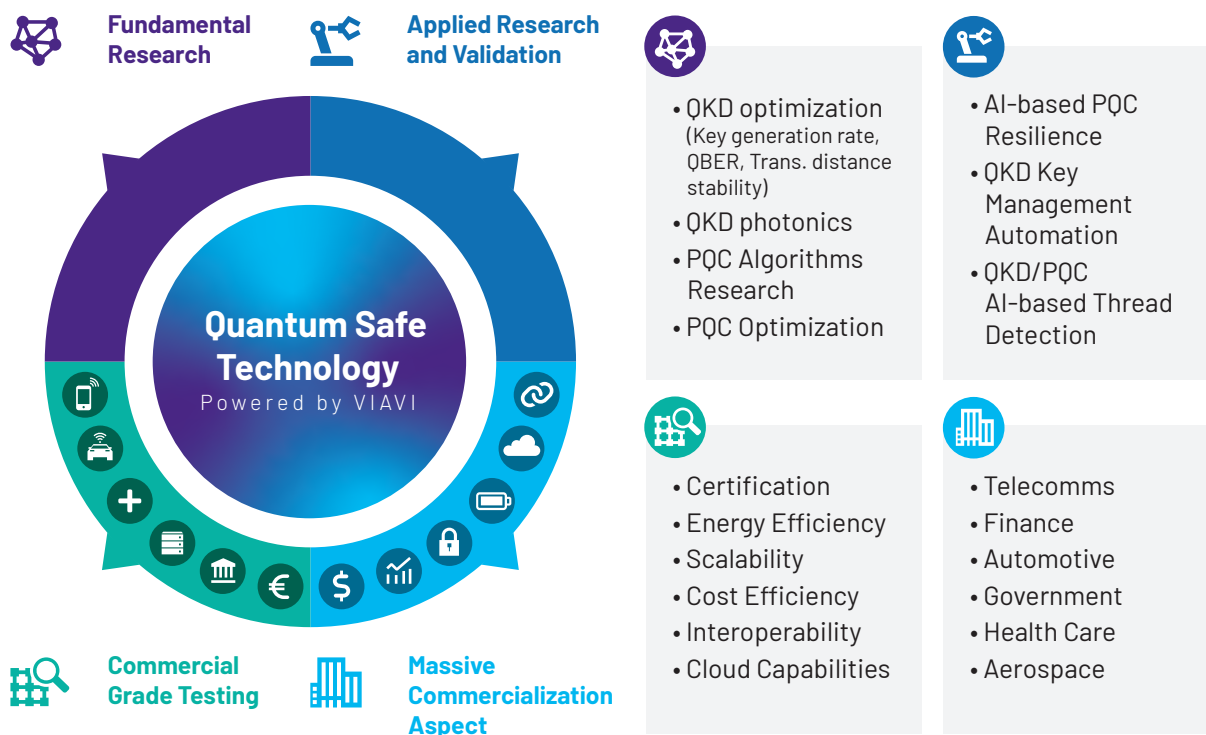 Fundamental
Research
Applied Research
and Validation
Quantum Safe
Technology
Powered by VIAVI
€
$
Commercial
Grade Testing
Massive
Commercialization
Aspect
• QKD optimization
(Key generation rate,
QBER, Trans. distance
stability)
• QKD photonics
• PQC Algorithms
Research
• PQC Optimization
• AI-based PQC
Resilience
• QKD Key
Management
Automation
• QKD/PQC
AI-based Thread
Detection
• Certification
• Energy Efficiency
• Scalability
• Cost Efficiency
• Interoperability
• Cloud Capabilities
• Telecomms
• Finance
• Automotive
• Government
• Health Care
• Aerospace